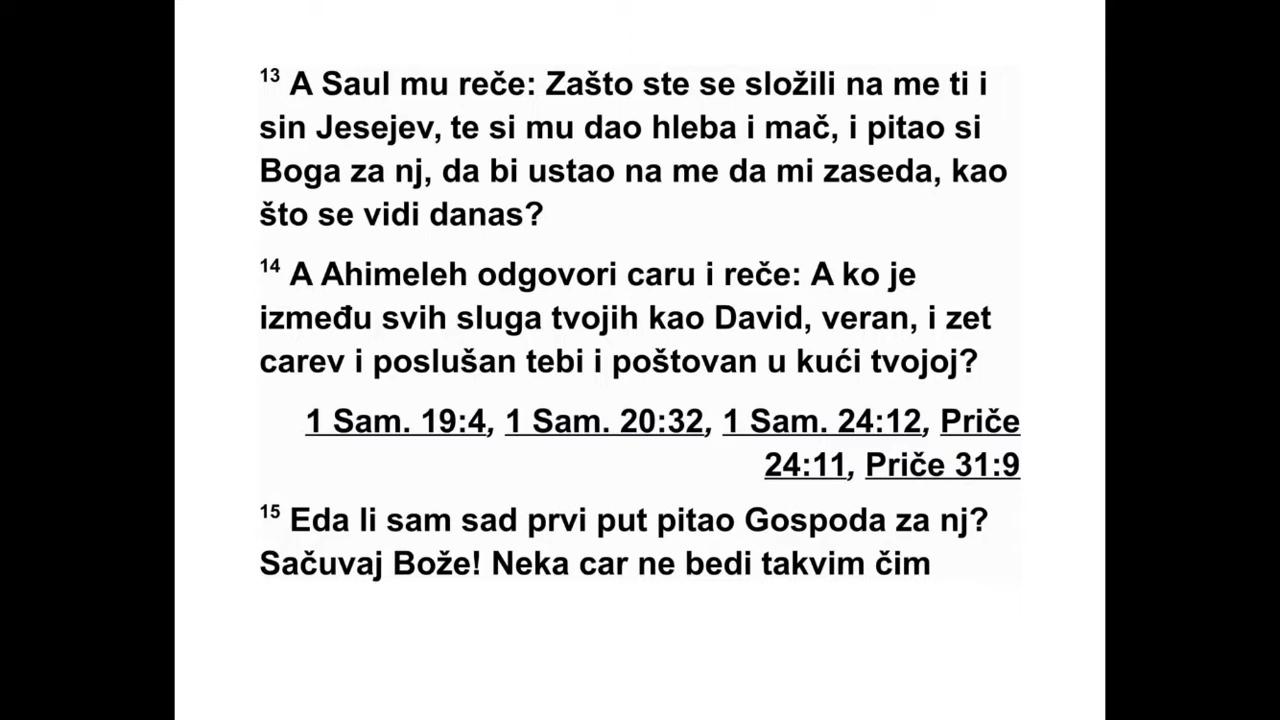 13 A Saul mu reče: Zašto ste se složili na me ti i
sin Jesejev, te si mu dao hleba i mač, i pitao si
Boga za nj, da bi ustao na me da mi zaseda, kao
što se vidi danas?
14 A Ahimeleh odgovori caru i reče: A ko je
između svih sluga tvojih kao David, veran, i zet
carev i poslušan tebi i poštovan u kući tvojoj?
1 Sam. 19:4, 1 Sam. 20:32, 1 Sam. 24:12, Priče
24:11, Priče 31:9
15 Eda li sam sad prvi put pitao Gospoda za nj?
Sačuvaj Bože! Neka car ne bedi takvim čim